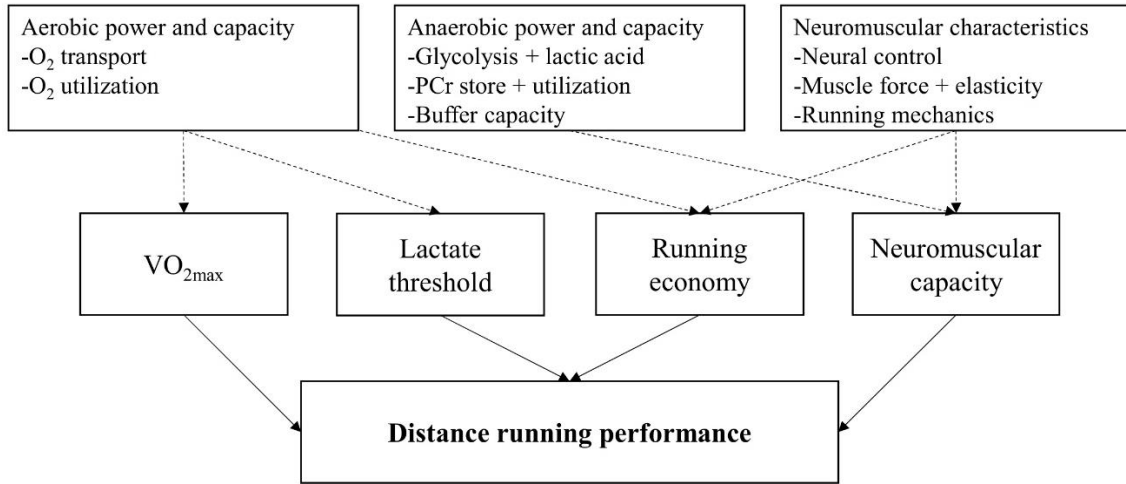 Aerobic power and capacity
-O₂ transport
-O₂ utilization
Anaerobic power and capacity
-Glycolysis + lactic acid
-PCr store + utilization
-Buffer capacity
Neuromuscular characteristics
-Neural control
-Muscle force + elasticity
-Running mechanics
VO₂max
Lactate
threshold
Running
economy
Neuromuscular
capacity
Distance running performance